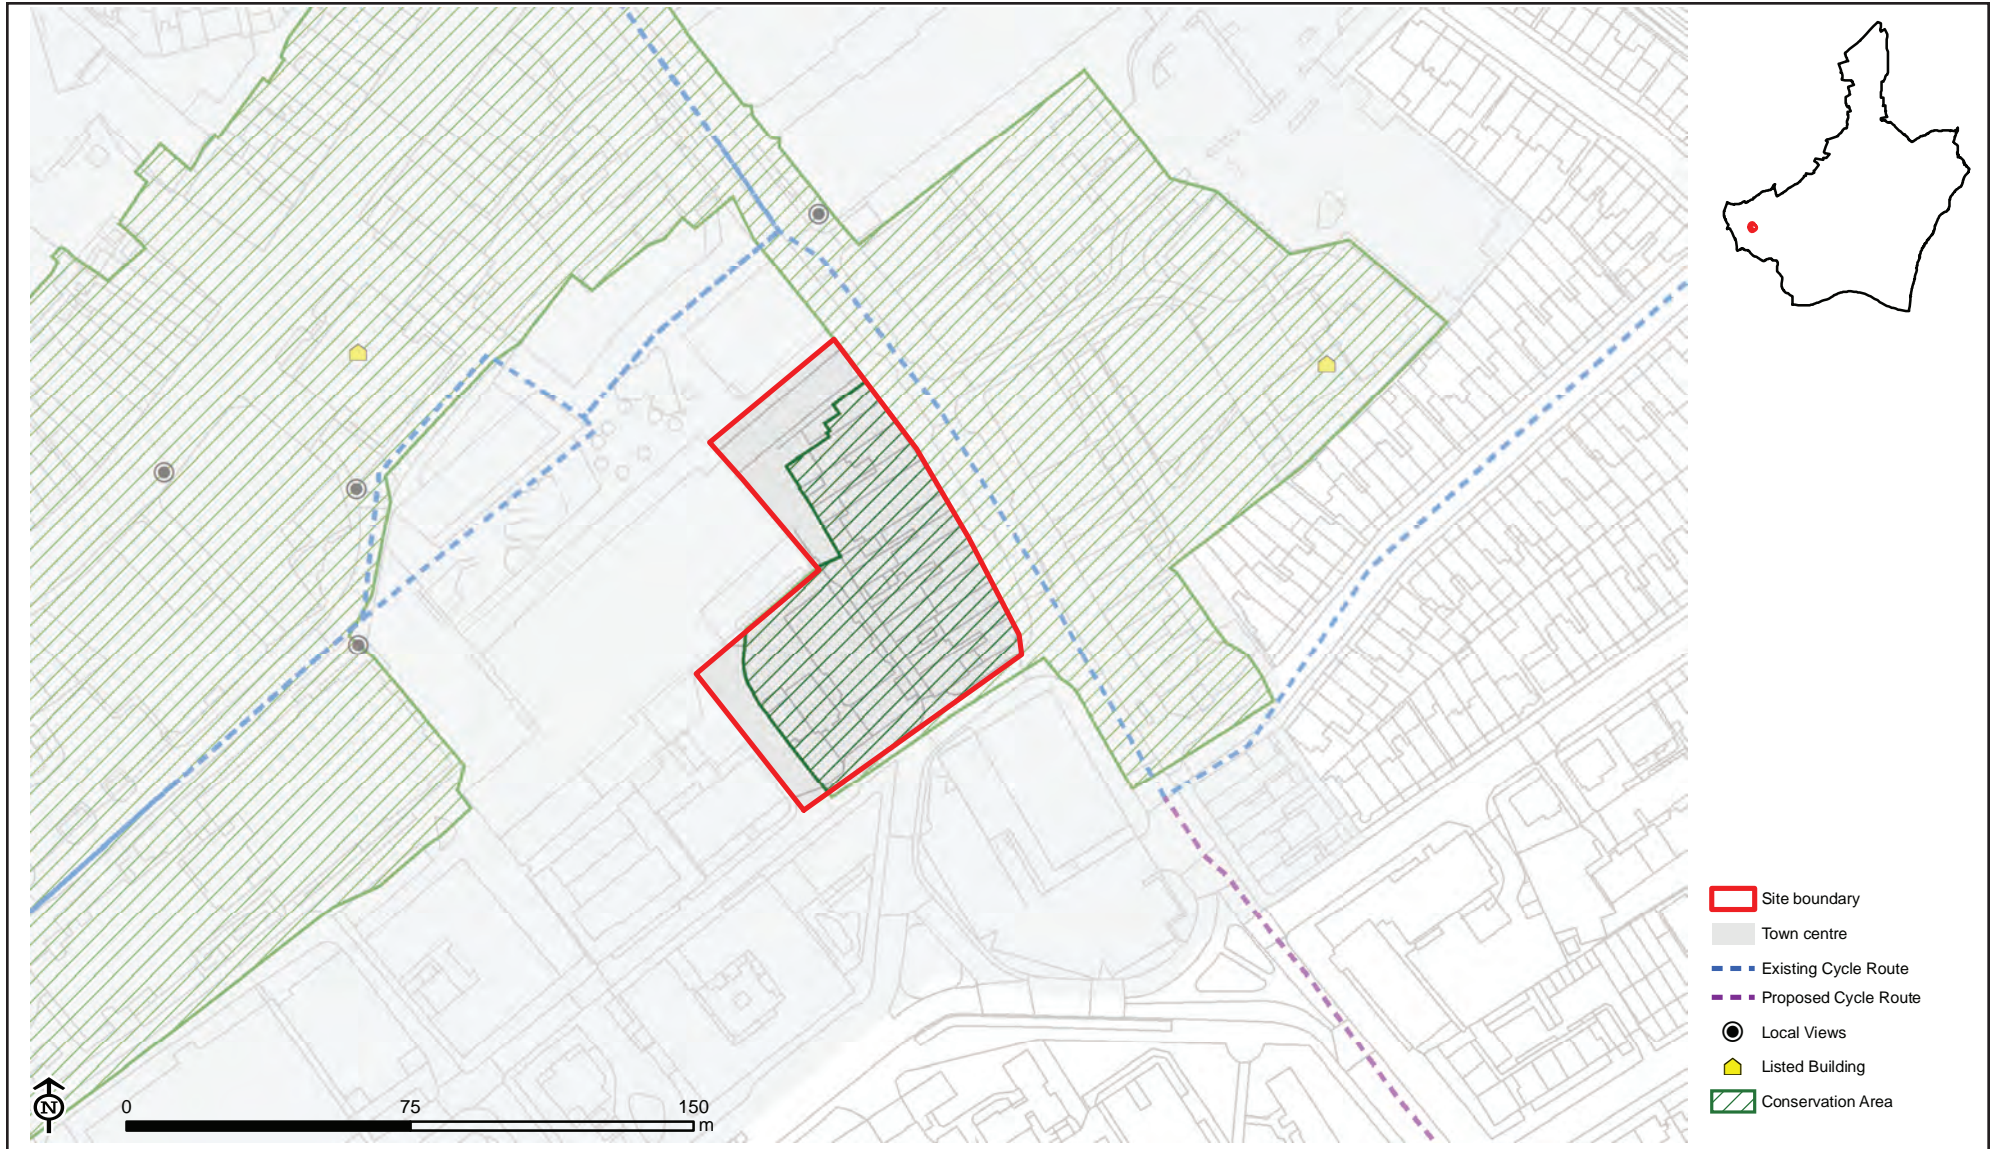 Site boundary
Town centre
Existing Cycle Route
Proposed Cycle Route
Local Views
Listed Building
Conservation Area
N
0 75 150
m